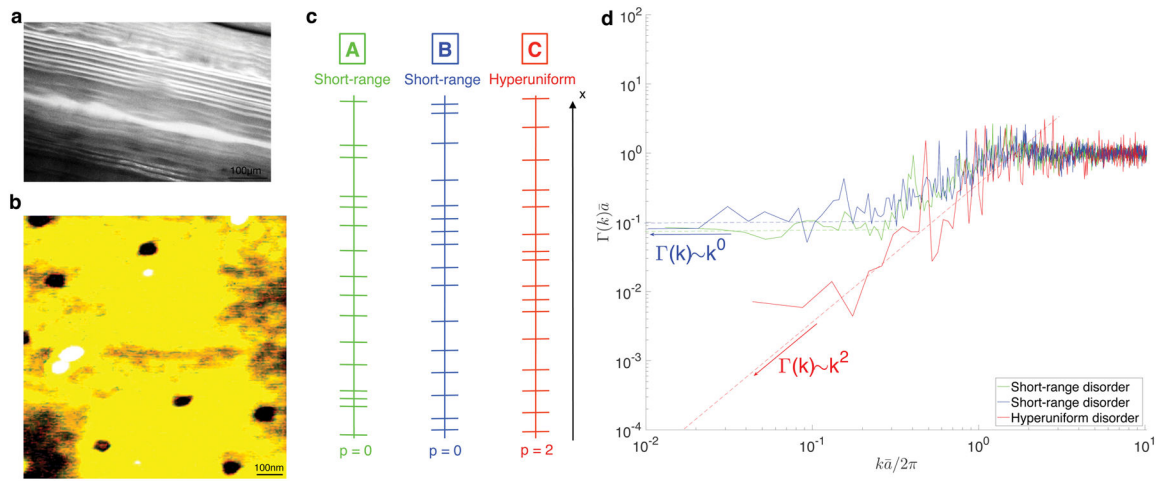 a
100μm
b
100nm
c
A
B
C
Short-range
Short-range
Hyperuniform
x
p = 0
p = 0
p = 2
d
10^2
10^1
10^0
10^-1
10^-2
10^-3
10^-4
Γ(k)ā
Γ(k)~k^0
Γ(k)~k^2
Short-range disorder
Short-range disorder
Hyperuniform disorder
10^-2
10^-1
10^0
10^1
kā/2π